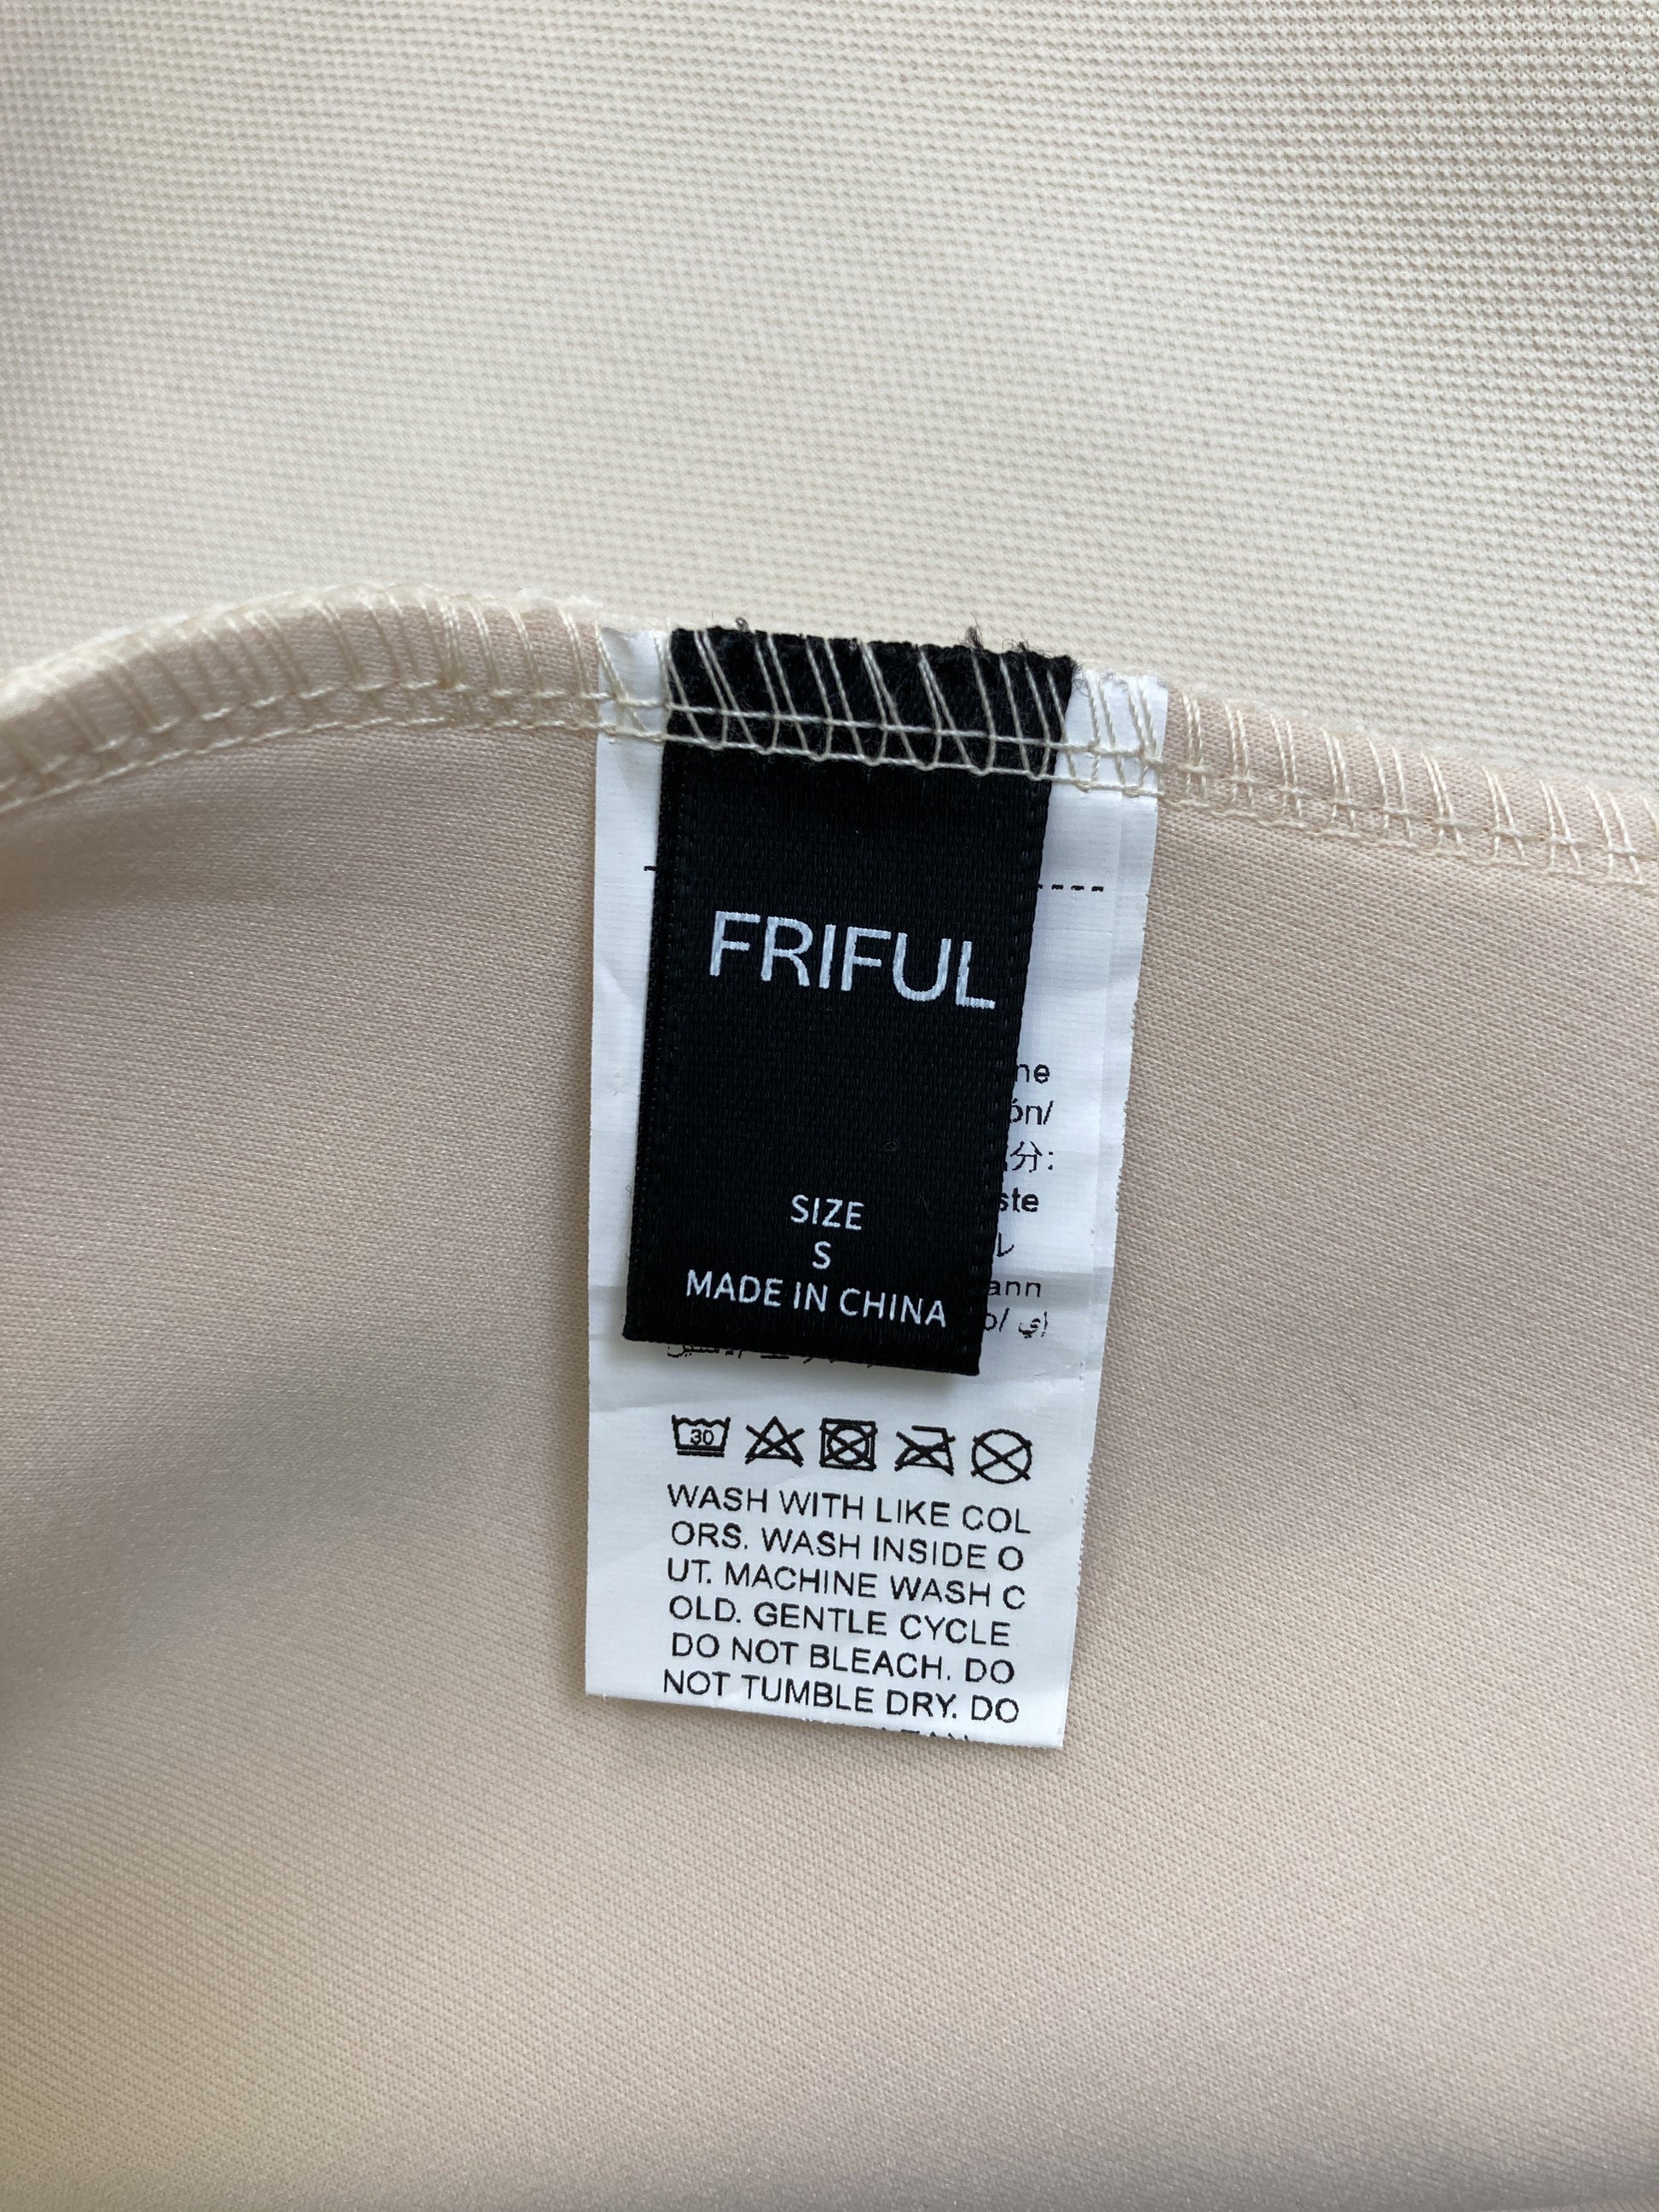 FRIFUL
SIZE
S
MADE IN CHINA
30
WASH WITH LIKE COL
ORS. WASH INSIDE O
UT. MACHINE WASH C
OLD. GENTLE CYCLE
DO NOT BLEACH. DO
NOT TUMBLE DRY. DO